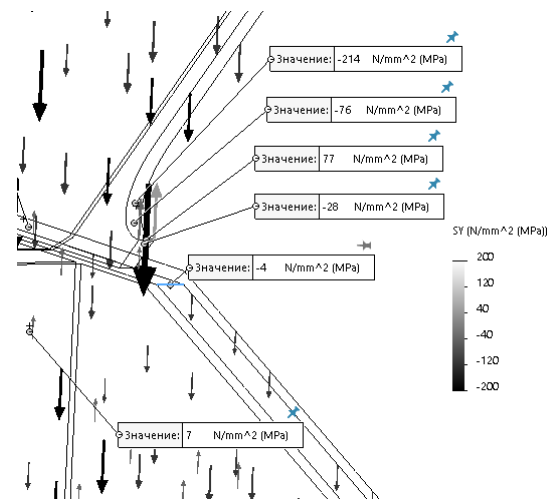 Значение: -214 N/mm^2 (MPa)
Значение: -76 N/mm^2 (MPa)
Значение: 77 N/mm^2 (MPa)
Значение: -28 N/mm^2 (MPa)
SY (N/mm^2 (MPa))
Значение: -4 N/mm^2 (MPa)
200
120
40
-40
-120
-200
Значение: 7 N/mm^2 (MPa)